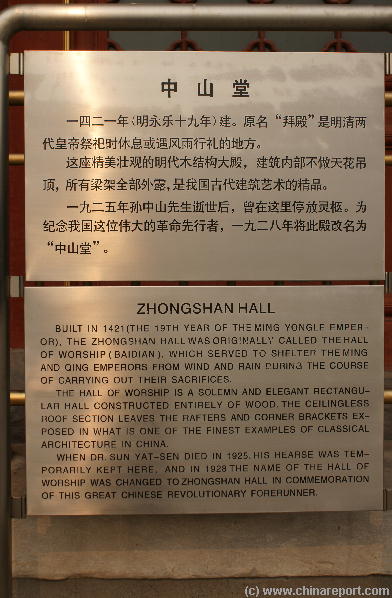 中山堂
一四二一年(明永乐十九年)建。原名“拜殿”是明清两
代皇帝祭祀时休息或遇风雨行礼的地方。
这座精美壮观的明代木结构大殿，建筑内部不做天花吊
顶，所有梁架全部外露，是我国古代建筑艺术的精品。
一九二五年孙中山先生逝世后，曾在这里停放灵柩。为
纪念我国这位伟大的革命先行者，一九二八年将此殿改名为
“中山堂”。
ZHONGSHAN HALL
BUILT IN 1421(THE 19TH YEAR OF THE MING YONGLE EMPER-
OR), THE ZHONGSHAN HALL WAS ORIGINALLY CALLED THE HALL
OF WORSHIP (BAIDIAN), WHICH SERVED TO SHELTER THE MING
AND QING EMPERORS FROM WIND AND RAIN DURING THE COURSE
OF CARRYING OUT THEIR SACRIFICES.
THE HALL OF WORSHIP IS A SOLEMN AND ELEGANT RECTANGU-
LAR HALL CONSTRUCTED ENTIRELY OF WOOD. THE CEILINGLESS
ROOF SECTION LEAVES THE RAFTERS AND CORNER BRACKETS EX-
POSED IN WHAT IS ONE OF THE FINEST EXAMPLES OF CLASSICAL
ARCHITECTURE IN CHINA.
WHEN DR. SUN YAT-SEN DIED IN 1925, HIS HEARSE WAS TEM-
PORARILY KEPT HERE, AND IN 1928 THE NAME OF THE HALL OF
WORSHIP WAS CHANGED TO ZHONGSHAN HALL IN COMMEMORATION
OF THIS GREAT CHINESE REVOLUTIONARY FORERUNNER.
(c) www.chinareport.com